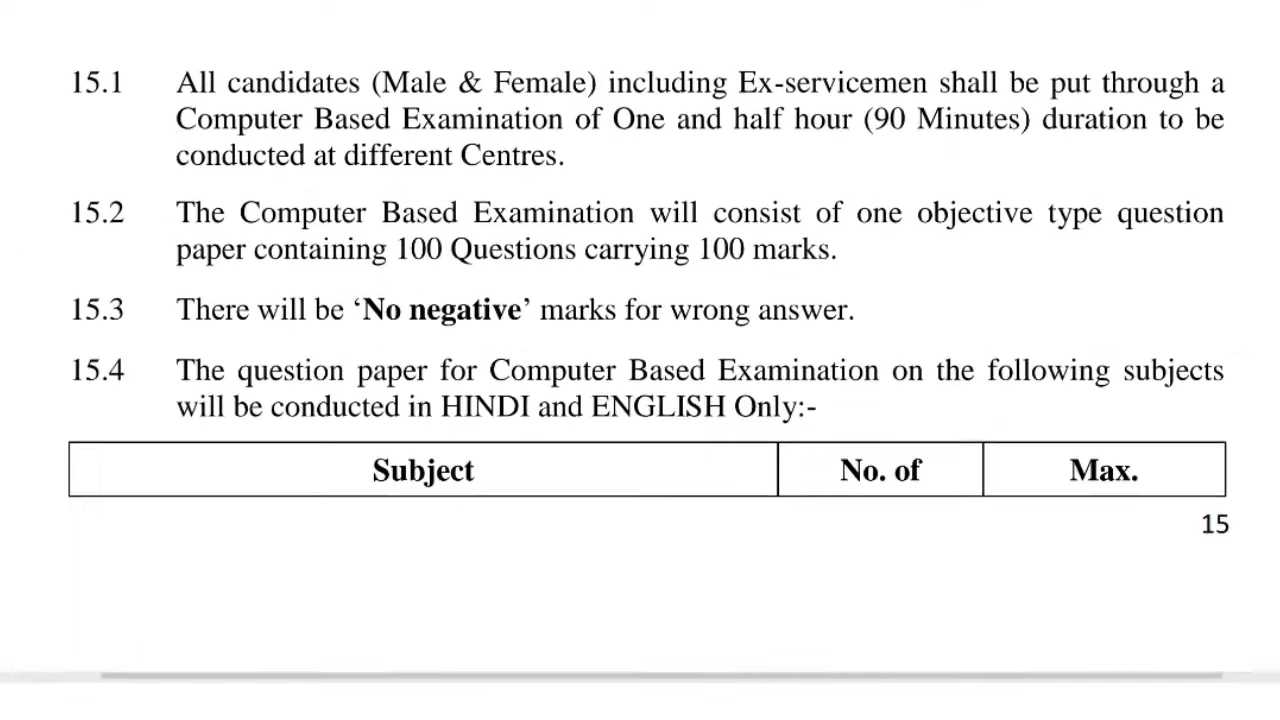 15.1 All candidates (Male & Female) including Ex-servicemen shall be put through a
Computer Based Examination of One and half hour (90 Minutes) duration to be
conducted at different Centres.
15.2 The Computer Based Examination will consist of one objective type question
paper containing 100 Questions carrying 100 marks.
15.3 There will be ‘No negative’ marks for wrong answer.
15.4 The question paper for Computer Based Examination on the following subjects
will be conducted in HINDI and ENGLISH Only:-
Subject No. of Max.
15